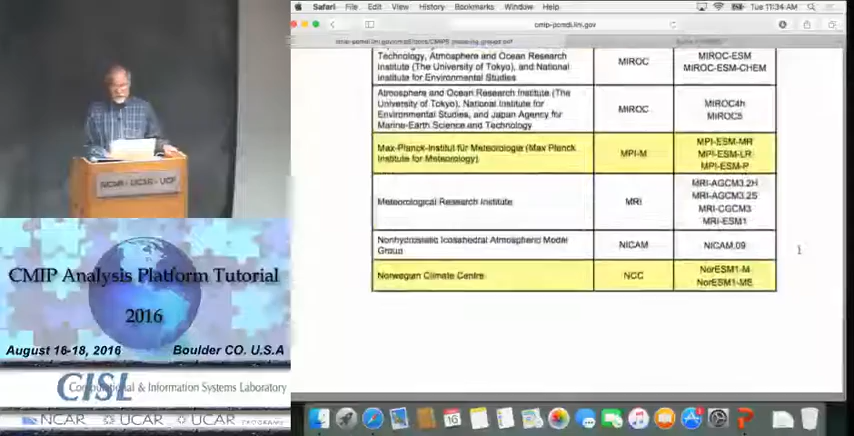 Safari File Edit View History Bookmarks Window Help
Tue 11:34 AM
cmip-pcmdi.llnl.gov
Technology, Atmosphere and Ocean Research
Institute (The University of Tokyo), and National
Institute for Environmental Studies
MIROC
MIROC-ESM
MIROC-ESM-CHEM
Atmosphere and Ocean Research Institute (The
University of Tokyo), National Institute for
Environmental Studies, and Japan Agency for
Marine-Earth Science and Technology
MIROC
MIROC4h
MIROC5
Max-Planck-Institut für Meteorologie (Max Planck
Institute for Meteorology)
MPI-M
MPI-ESM-MR
MPI-ESM-LR
MPI-ESM-P
Meteorological Research Institute
MRI
MRI-AGCM3.2H
MRI-AGCM3.2S
MRI-CGCM3
MRI-ESM1
Nonhydrostatic Icosahedral Atmospheric Model
Group
NICAM
NICAM.09
Norwegian Climate Centre
NCC
NorESM1-M
NorESM1-ME
NCAR - UCAR - UCP
CMIP Analysis Platform Tutorial
2016
August 16-18, 2016 Boulder CO. U.S.A
CISL Computational & Information Systems Laboratory
NCAR UCAR UCAR PROGRAMS